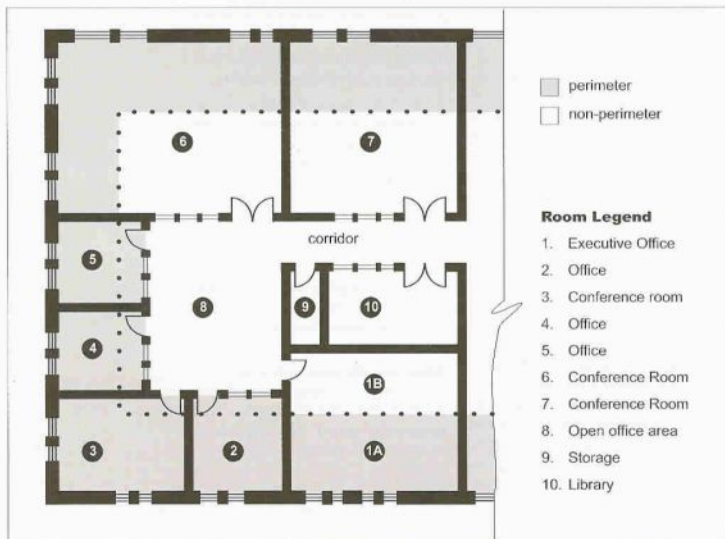 perimeter
non-perimeter
6
7
Room Legend
corridor
1. Executive Office
2. Office
5
3. Conference room
9
10
8
4. Office
5. Office
4
6. Conference Room
1B
7. Conference Room
8. Open office area
3
2
1A
9. Storage
10. Library